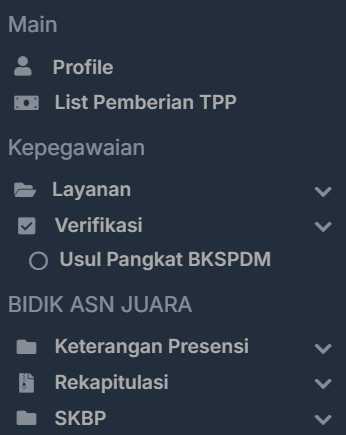 Main
Profile
List Pemberian TPP
Kepegawaian
Layanan
Verifikasi
Usul Pangkat BKSPDM
BIDIK ASN JUARA
Keterangan Presensi
Rekapitulasi
SKBP